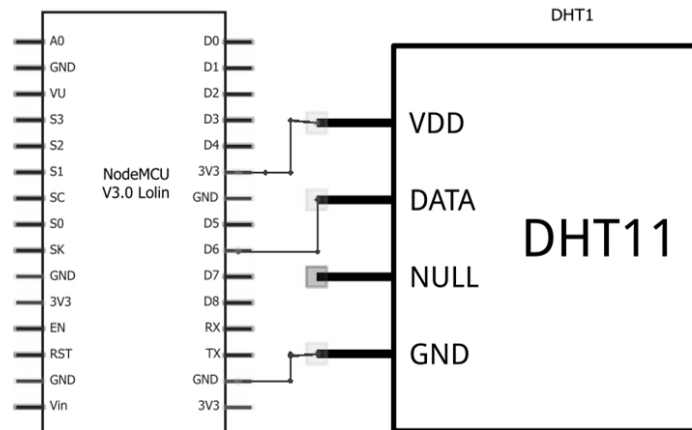 DHT1
A0
GND
VU
S3
S2
S1
SC
S0
SK
GND
3V3
EN
RST
GND
Vin
NodeMCU
V3.0 Lolin
D0
D1
D2
D3
D4
3V3
GND
D5
D6
D7
D8
RX
TX
GND
3V3
VDD
DATA
NULL
GND
DHT11